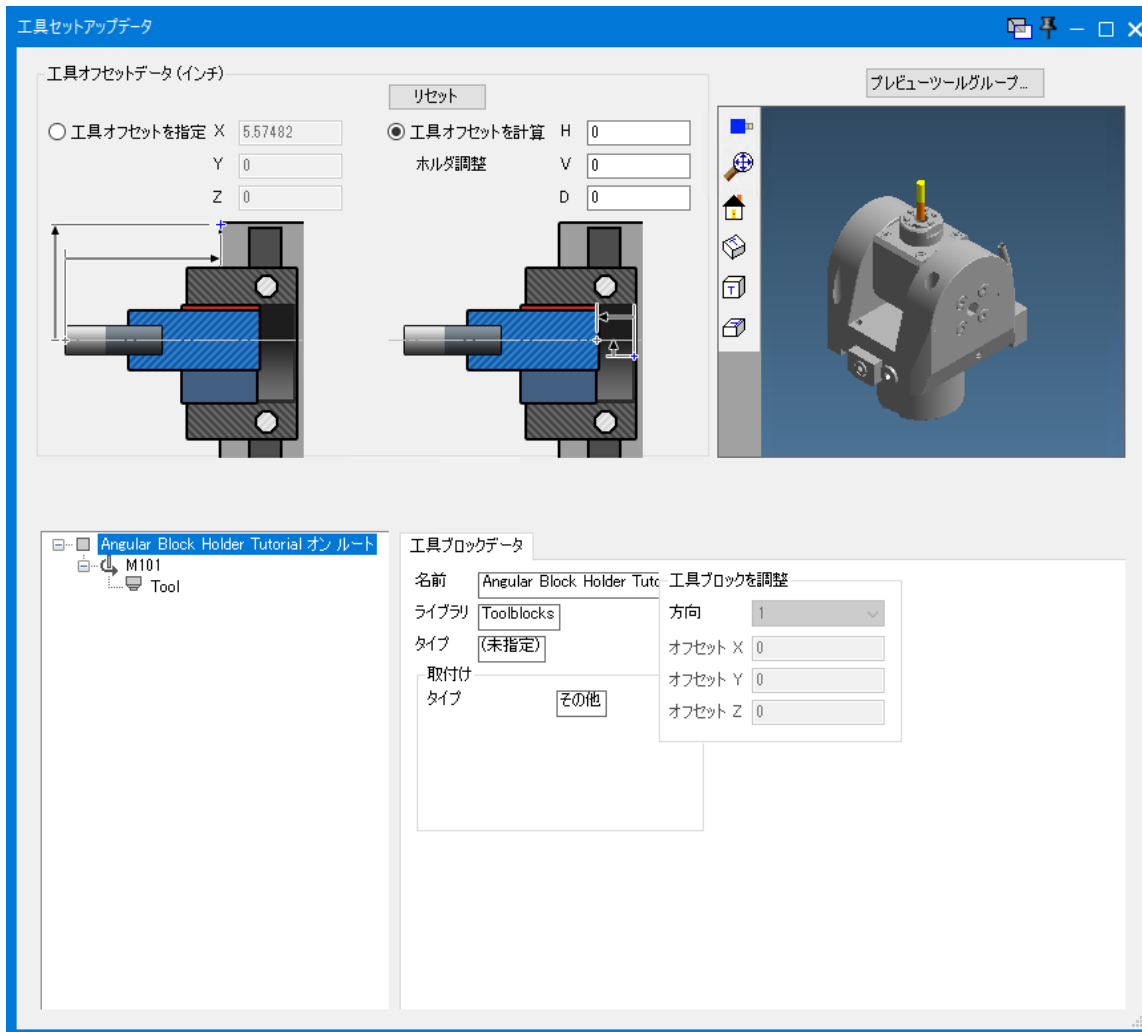 工具セットアップデータ
工具オフセットデータ(インチ)
リセット
プレビューツールグループ...
工具オフセットを指定 X 5.57482
Y 0
Z 0
工具オフセットを計算 H 0
ホルダ調整 V 0
D 0
T
Angular Block Holder Tutorial オン ルート
M101
Tool
工具ブロックデータ
名前 Angular Block Holder Tuto
ライブラリ Toolblocks
タイプ (未指定)
取付け
タイプ その他
工具ブロックを調整
方向 1
オフセット X 0
オフセット Y 0
オフセット Z 0